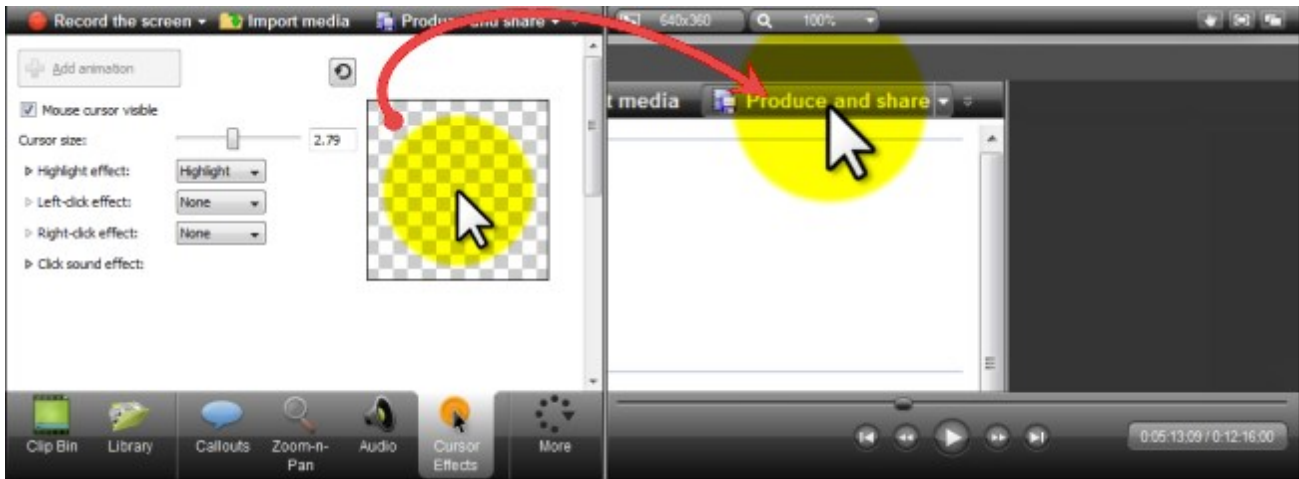 Record the screen Import media Produce and share
640x360 100%
Add animation
Mouse cursor visible
Cursor size: 2.79
Highlight effect: Highlight
Left-click effect: None
Right-click effect: None
Click sound effect:
t media Produce and share
Clip Bin Library Callouts Zoom-n-Pan Audio Cursor Effects More
0:05:13;09 / 0:12:16;00